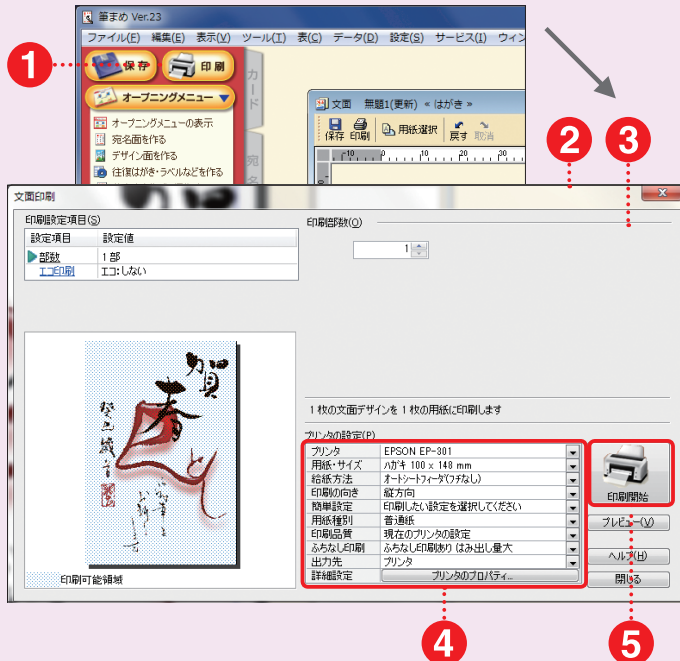 筆まめ Ver.23
ファイル(F) 編集(E) 表示(V) ツール(T) 表(C) データ(D) 設定(S) サービス(I) ウィン
1
保存 印刷
カード
オープニングメニュー
オープニングメニューの表示
宛名面を作る
デザイン面を作る
往復はがき・ラベルなどを作る
宛
文面 無題1(更新) « はがき »
保存 印刷 用紙選択 戻す 取消
10 0 10 20 30
2
3
文面印刷
印刷設定項目(S)
設定項目 設定値
部数 1 部
エコ印刷 エコ:しない
印刷部数(O)
1
賀春
印刷可能領域
1 枚の文面デザインを 1 枚の用紙に印刷します
プリンタの設定(P)
プリンタ EPSON EP-301
用紙・サイズ ハガキ 100 x 148 mm
給紙方法 オートシートフィーダ(フチなし)
印刷の向き 縦方向
簡単設定 印刷したい設定を選択してください
用紙種別 普通紙
印刷品質 現在のプリンタの設定
ふちなし印刷 ふちなし印刷あり はみ出し量大
出力先 プリンタ
詳細設定 プリンタのプロパティ...
印刷開始
プレビュー(V)
ヘルプ(H)
閉じる
4
5